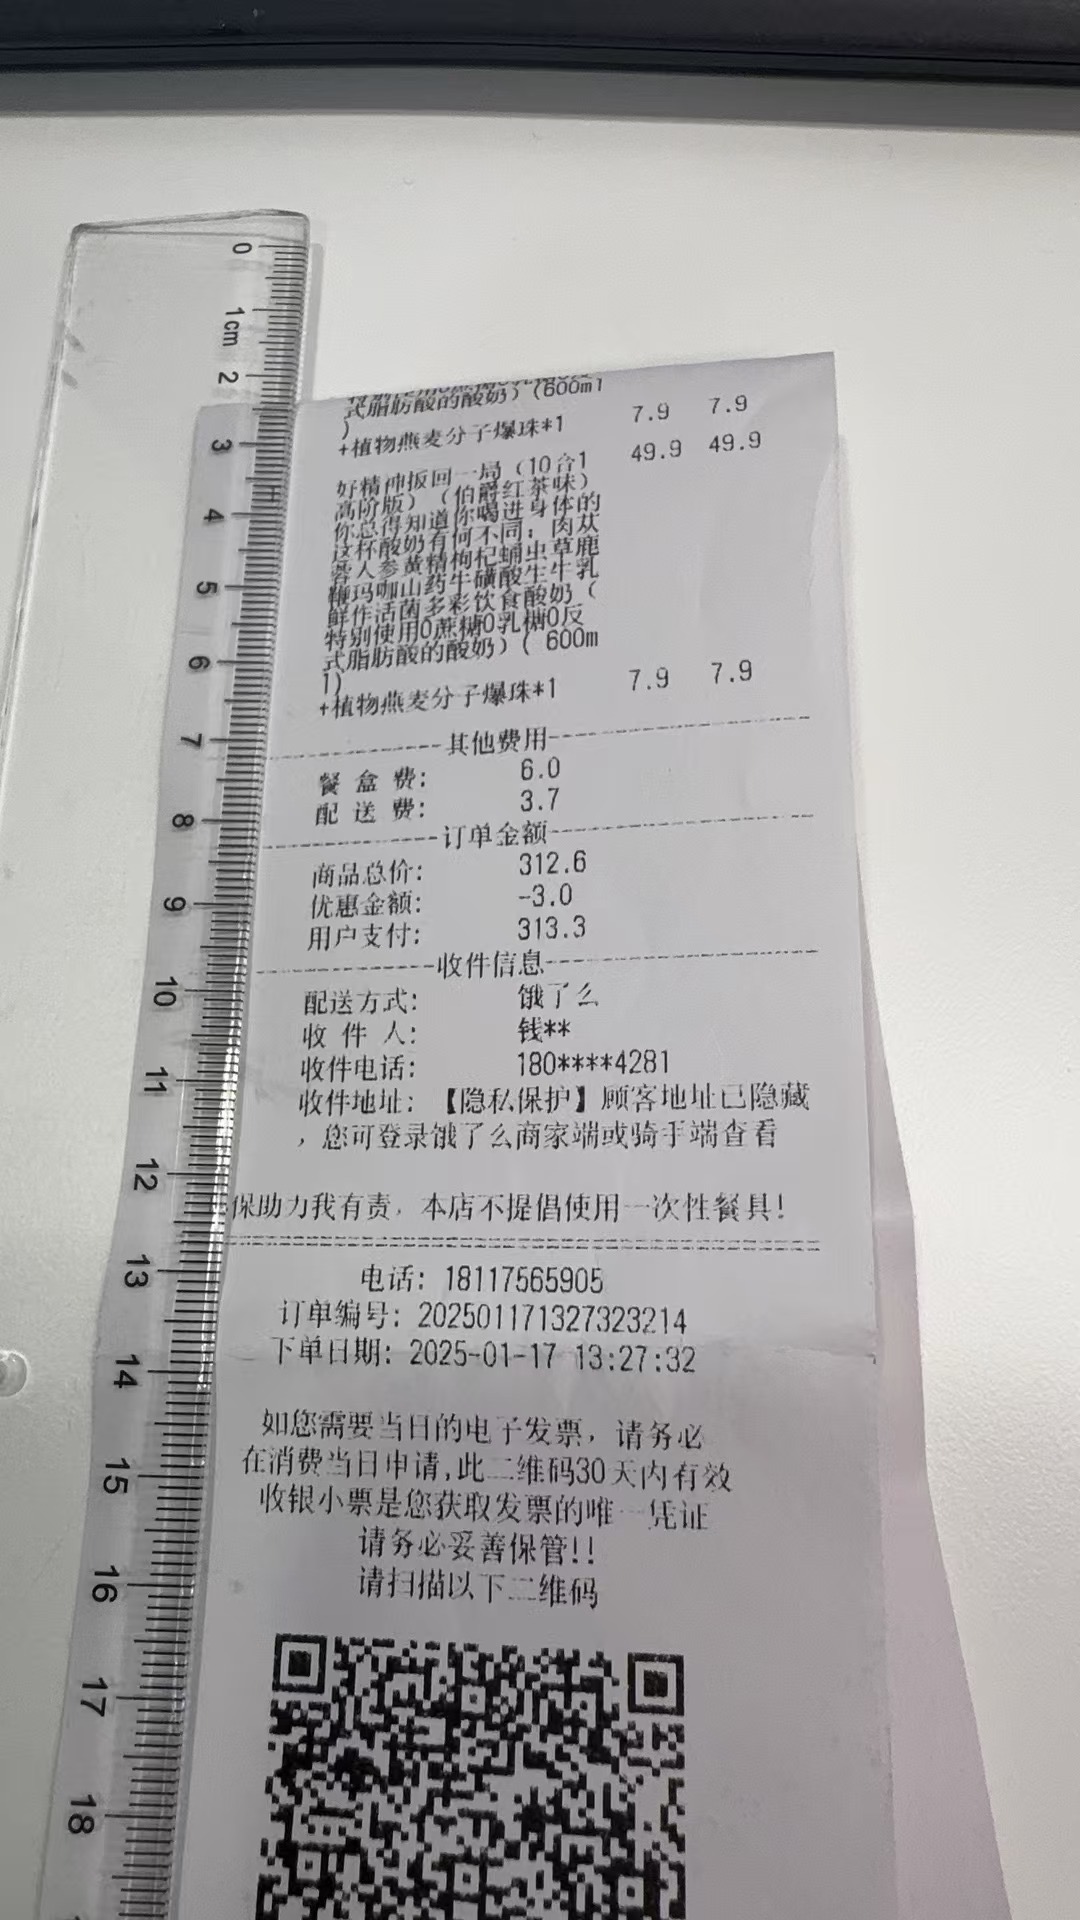 0
1cm
2
3
4
5
6
7
8
9
10
11
12
13
14
15
16
17
18
式脂肪酸的酸奶）（600ml
）
+植物燕麦分子爆珠*1 7.9 7.9
好精神扳回一局（10合1 49.9 49.9
高阶版）（伯爵红茶味）
你总得知道你喝进身体的
这杯酸奶有何不同：肉苁
蓉人参黄精枸杞蛹虫草鹿
鞭玛咖山药牛磺酸生牛乳
鲜作活菌多彩饮食酸奶（
特别使用0蔗糖0乳糖0反
式脂肪酸的酸奶）（ 600m
l)
+植物燕麦分子爆珠*1 7.9 7.9
其他费用
餐 盒 费: 6.0
配 送 费: 3.7
订单金额
商品总价: 312.6
优惠金额: -3.0
用户支付: 313.3
收件信息
配送方式: 饿了么
收 件 人: 钱**
收件电话: 180****4281
收件地址: 【隐私保护】顾客地址已隐藏
，您可登录饿了么商家端或骑手端查看
保助力我有责，本店不提倡使用一次性餐具!
电话: 18117565905
订单编号: 202501171327323214
下单日期: 2025-01-17 13:27:32
如您需要当日的电子发票，请务必
在消费当日申请,此二维码30天内有效
收银小票是您获取发票的唯一凭证
请务必妥善保管!!
请扫描以下二维码